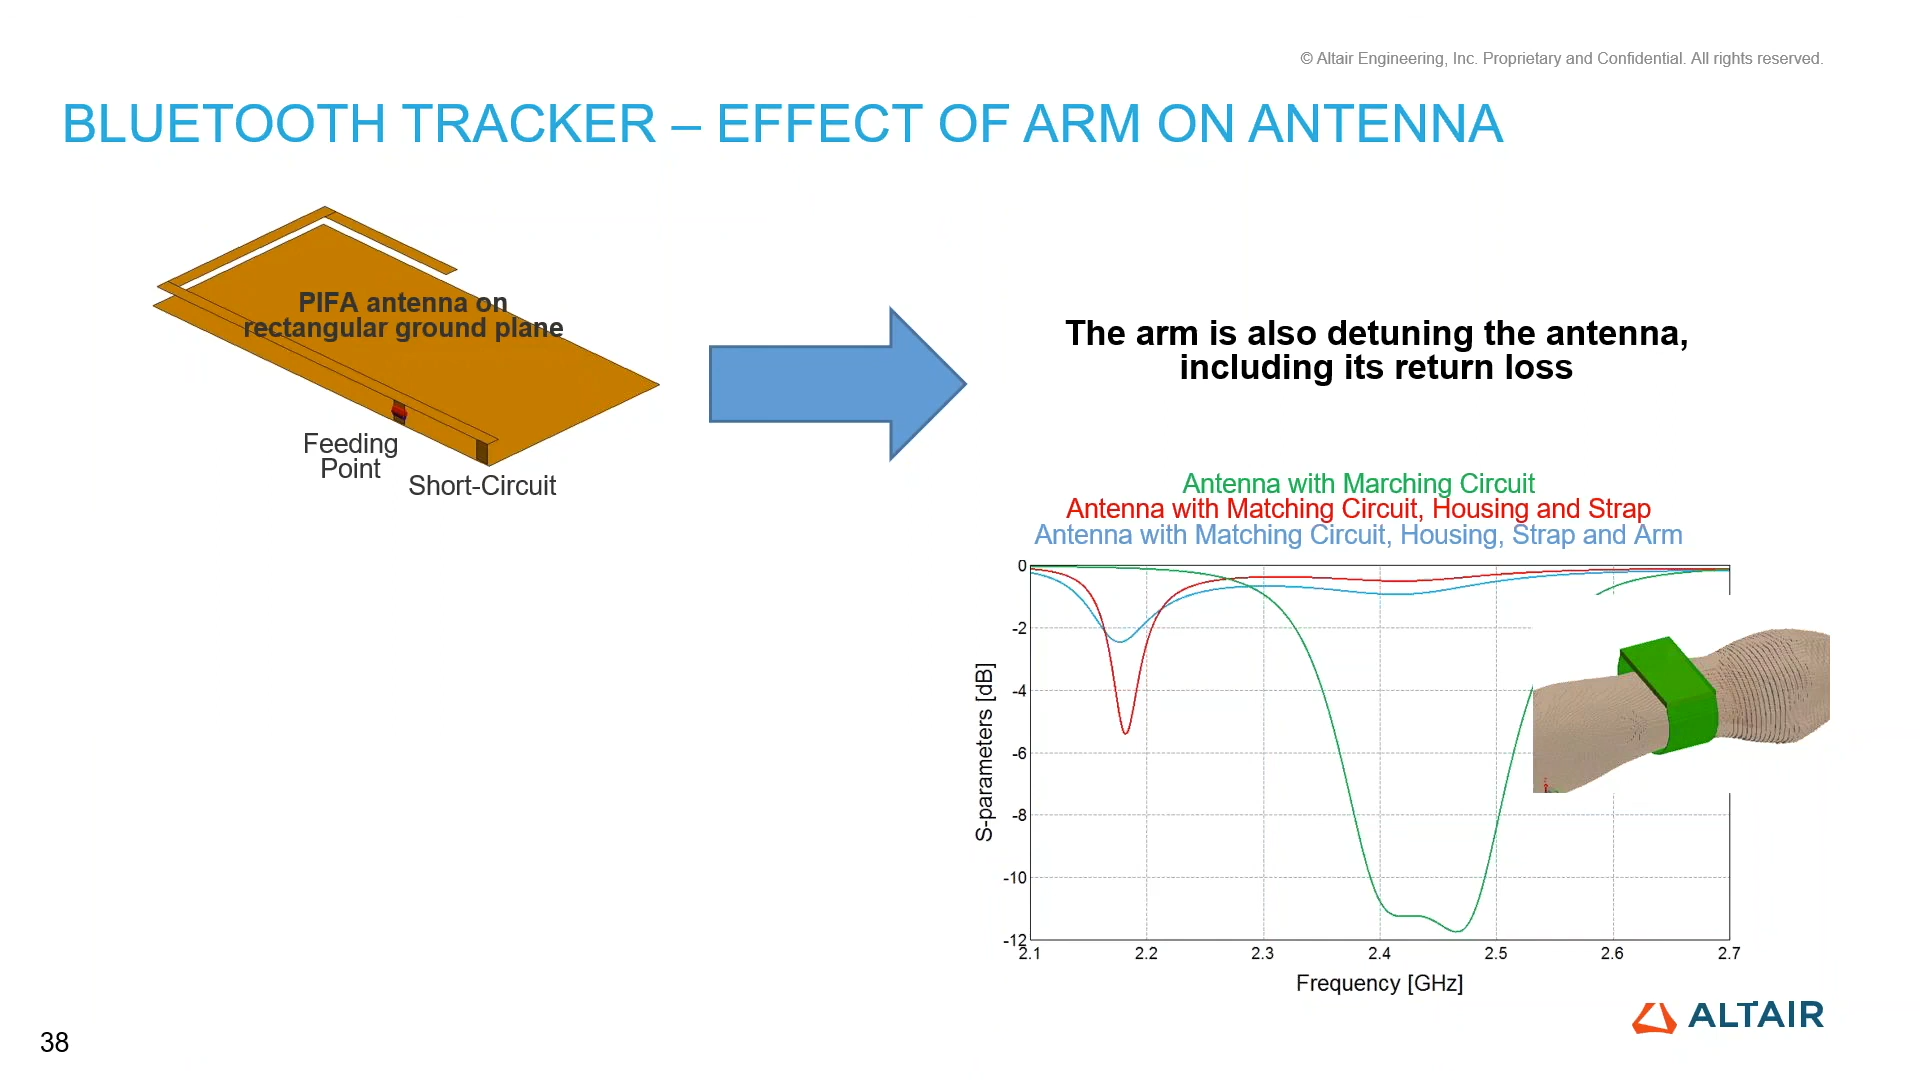 © Altair Engineering, Inc. Proprietary and Confidential. All rights reserved.
BLUETOOTH TRACKER – EFFECT OF ARM ON ANTENNA
PIFA antenna on
rectangular ground plane
Feeding
Point
Short-Circuit
The arm is also detuning the antenna,
including its return loss
Antenna with Marching Circuit
Antenna with Matching Circuit, Housing and Strap
Antenna with Matching Circuit, Housing, Strap and Arm
0
-2
-4
-6
-8
-10
-12
S-parameters [dB]
2.1 2.2 2.3 2.4 2.5 2.6 2.7
Frequency [GHz]
ALTAIR
38